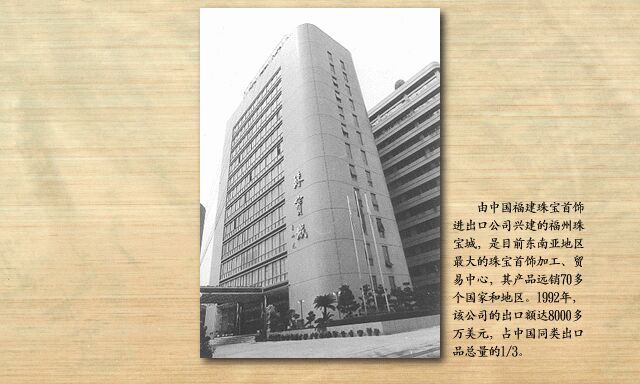 珠寶城
由中国福建珠宝首饰
进出口公司兴建的福州珠
宝城，是目前东南亚地区
最大的珠宝首饰加工、贸
易中心，其产品远销70多
个国家和地区。1992年，
该公司的出口额达8000多
万美元，占中国同类出口
品总量的1/3。